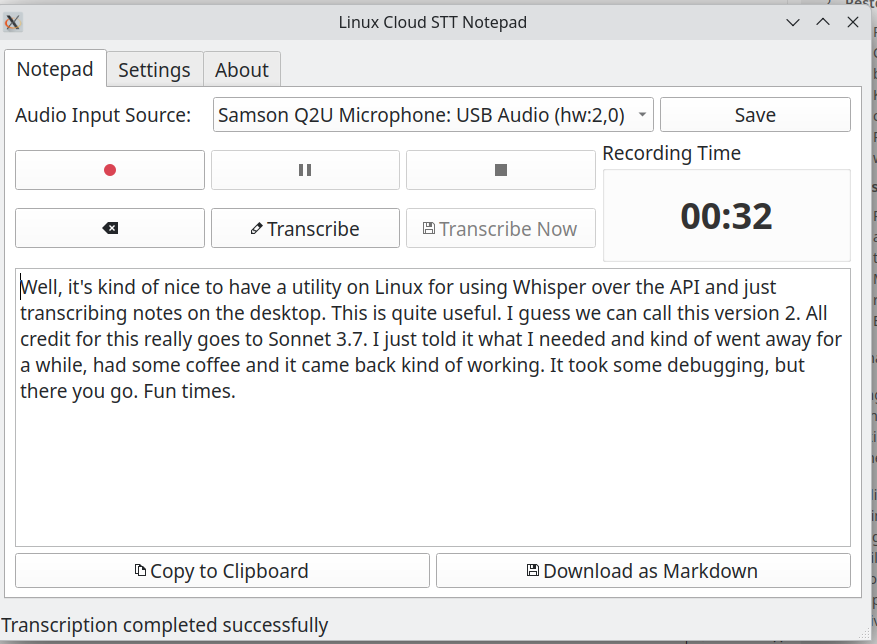 Linux Cloud STT Notepad
Notepad
Settings
About
Audio Input Source:
Samson Q2U Microphone: USB Audio (hw:2,0)
Save
Recording Time
00:32
Transcribe
Transcribe Now
Well, it's kind of nice to have a utility on Linux for using Whisper over the API and just
transcribing notes on the desktop. This is quite useful. I guess we can call this version 2. All
credit for this really goes to Sonnet 3.7. I just told it what I needed and kind of went away for
a while, had some coffee and it came back kind of working. It took some debugging, but
there you go. Fun times.
Copy to Clipboard
Download as Markdown
Transcription completed successfully